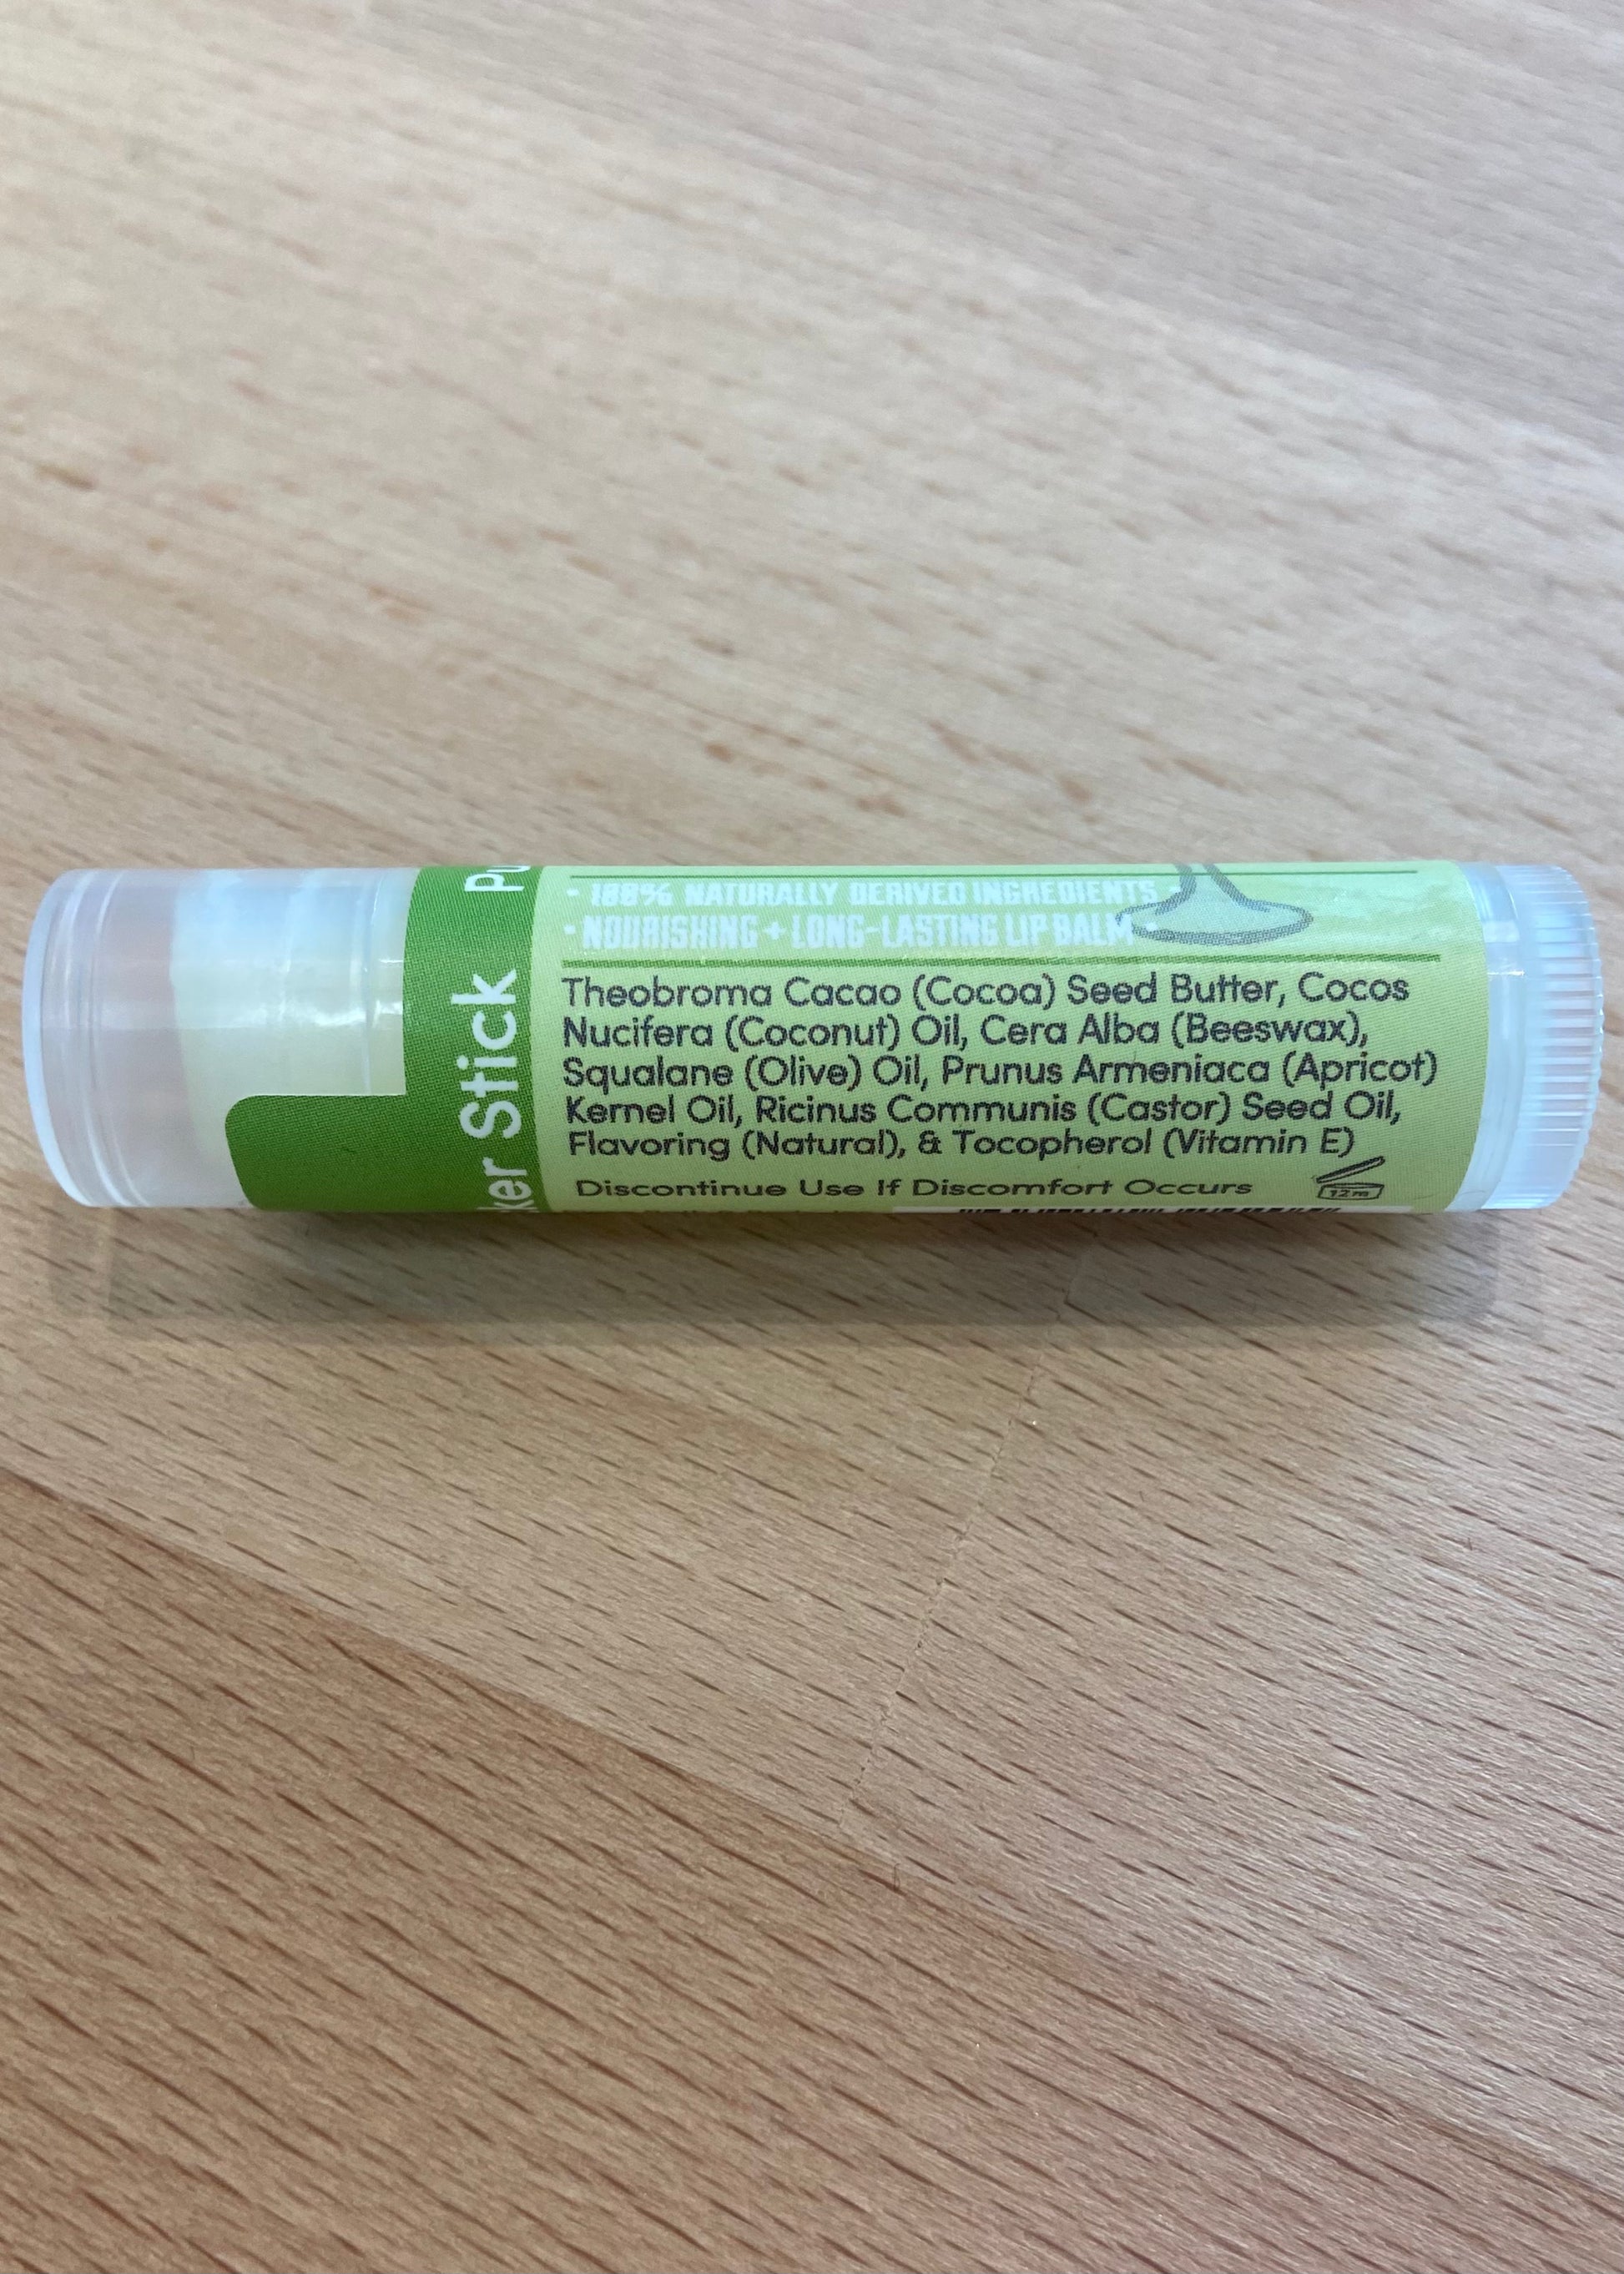 Pu
ker Stick
• 100% NATURALLY DERIVED INGREDIENTS •
• NOURISHING + LONG-LASTING LIP BALM •
Theobroma Cacao (Cocoa) Seed Butter, Cocos
Nucifera (Coconut) Oil, Cera Alba (Beeswax),
Squalane (Olive) Oil, Prunus Armeniaca (Apricot)
Kernel Oil, Ricinus Communis (Castor) Seed Oil,
Flavoring (Natural), & Tocopherol (Vitamin E)
Discontinue Use If Discomfort Occurs
12m